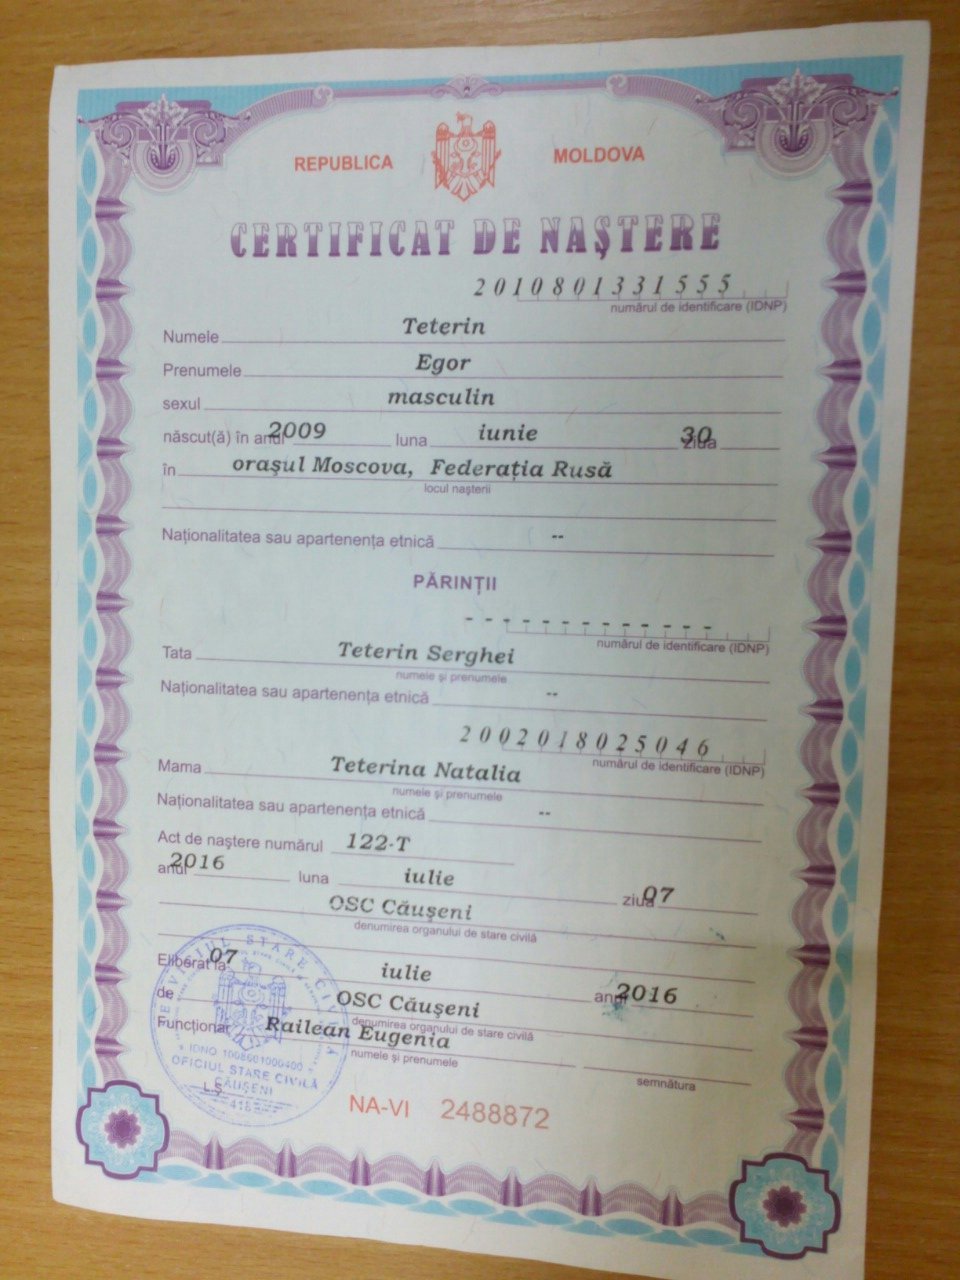 REPUBLICA MOLDOVA
CERTIFICAT DE NAŞTERE
2010801331555
numărul de identificare (IDNP)
Numele Teterin
Prenumele Egor
sexul masculin
născut(ă) în anul 2009 luna iunie ziua 30
în oraşul Moscova, Federaţia Rusă
locul naşterii
Naţionalitatea sau apartenenţa etnică --
PĂRINŢII
- - - - - - - - - - - - -
numărul de identificare (IDNP)
Tata Teterin Serghei
numele şi prenumele
Naţionalitatea sau apartenenţa etnică --
2002018025046
numărul de identificare (IDNP)
Mama Teterina Natalia
numele şi prenumele
Naţionalitatea sau apartenenţa etnică --
Act de naştere numărul 122-T
anul 2016 luna iulie ziua 07
OSC Căuşeni
denumirea organului de stare civilă
Eliberat la 07 iulie anul 2016
de OSC Căuşeni
denumirea organului de stare civilă
Funcţionar Railean Eugenia
numele şi prenumele
semnătura
SERVICIUL STARE CIVILĂ
OFICIUL STARE CIVILĂ
CĂUŞENI
L.Ş.
NA-VI 2488872